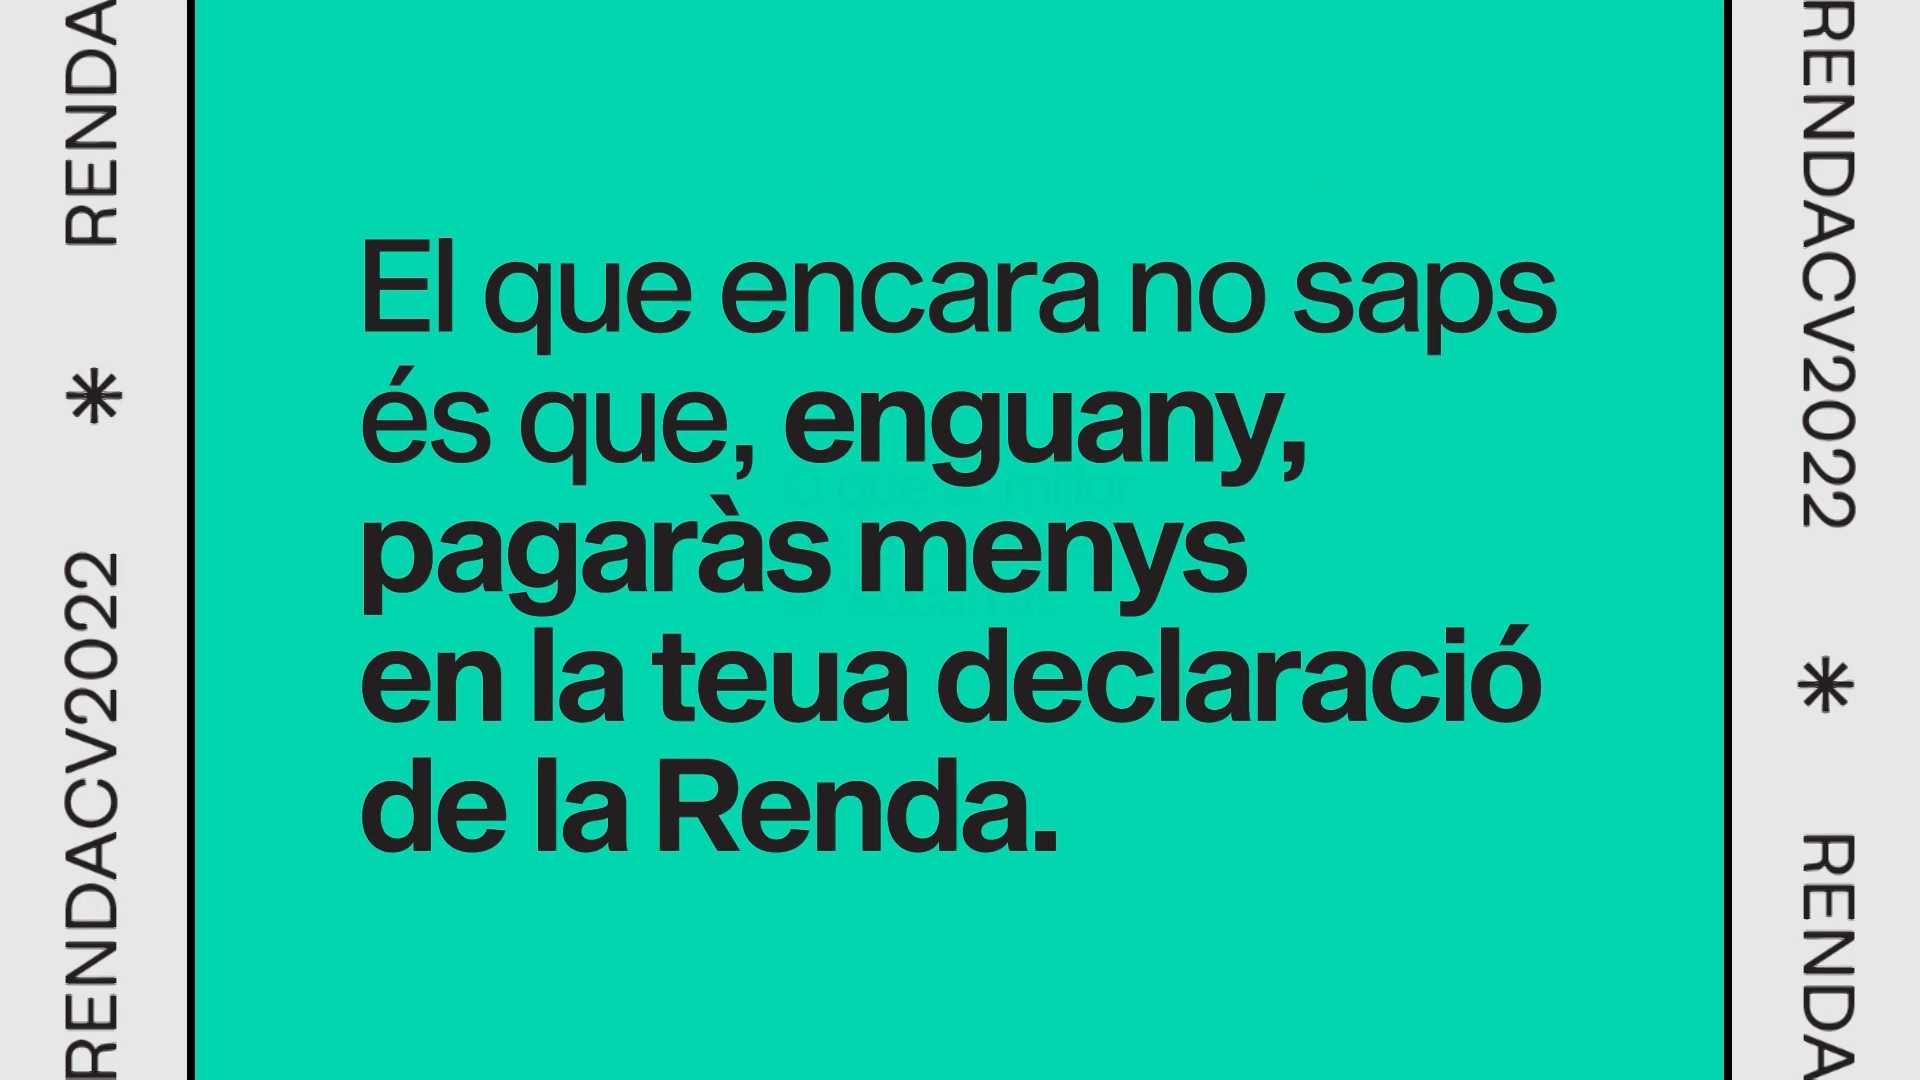 RENDA
RENDACV2022
El que encara no saps
és que, enguany,
pagaràs menys
en la teua declaració
de la Renda.
RENDACV2022
RENDA